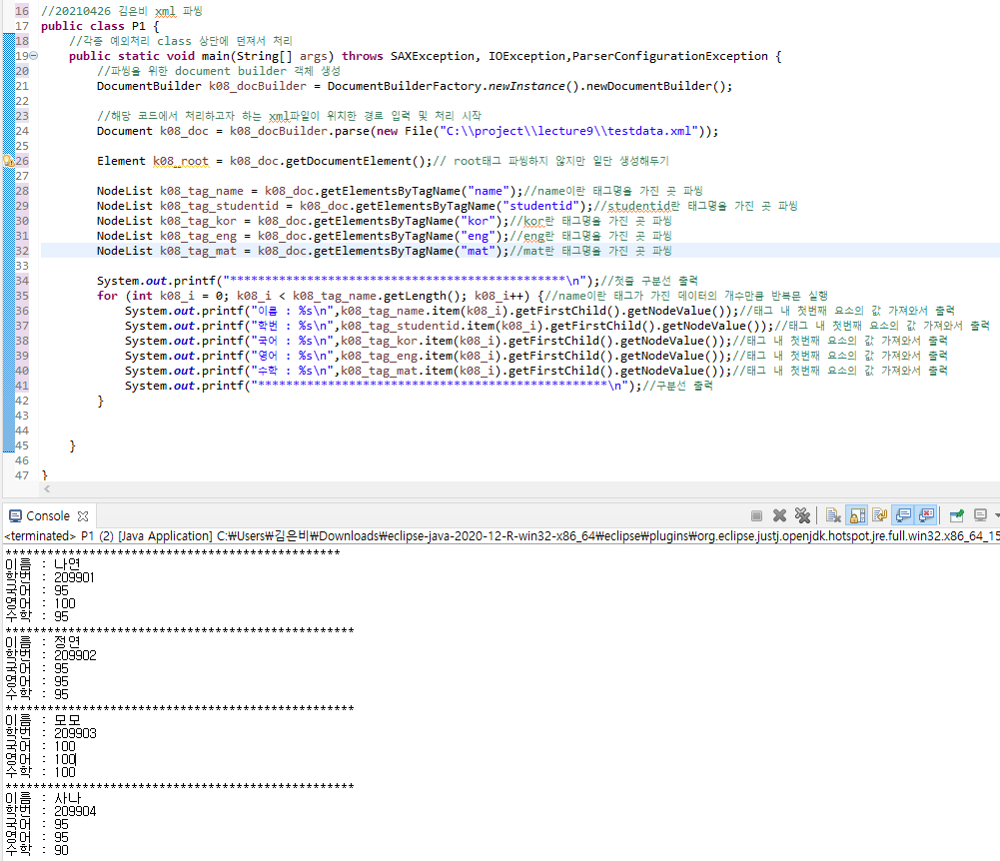 16 //20210426 김은비 xml 파씽
17 public class P1 {
18 //각종 예외처리 class 상단에 던져서 처리
19 public static void main(String[] args) throws SAXException, IOException,ParserConfigurationException {
20 //파씽을 위한 document builder 객체 생성
21 DocumentBuilder k08_docBuilder = DocumentBuilderFactory.newInstance().newDocumentBuilder();
22
23 //해당 코드에서 처리하고자 하는 xml파일이 위치한 경로 입력 및 처리 시작
24 Document k08_doc = k08_docBuilder.parse(new File("C:\\project\\lecture9\\testdata.xml"));
25
26 Element k08_root = k08_doc.getDocumentElement();// root태그 파씽하지 않지만 일단 생성해두기
27
28 NodeList k08_tag_name = k08_doc.getElementsByTagName("name");//name이란 태그명을 가진 곳 파씽
29 NodeList k08_tag_studentid = k08_doc.getElementsByTagName("studentid");//studentid란 태그명을 가진 곳 파씽
30 NodeList k08_tag_kor = k08_doc.getElementsByTagName("kor");//kor란 태그명을 가진 곳 파씽
31 NodeList k08_tag_eng = k08_doc.getElementsByTagName("eng");//eng란 태그명을 가진 곳 파씽
32 NodeList k08_tag_mat = k08_doc.getElementsByTagName("mat");//mat란 태그명을 가진 곳 파씽
33
34 System.out.printf("************************************************\n");//첫줄 구분선 출력
35 for (int k08_i = 0; k08_i < k08_tag_name.getLength(); k08_i++) {//name이란 태그가 가진 데이터의 개수만큼 반복문 실행
36 System.out.printf("이름 : %s\n",k08_tag_name.item(k08_i).getFirstChild().getNodeValue());//태그 내 첫번째 요소의 값 가져와서 출력
37 System.out.printf("학번 : %s\n",k08_tag_studentid.item(k08_i).getFirstChild().getNodeValue());//태그 내 첫번째 요소의 값 가져와서 출력
38 System.out.printf("국어 : %s\n",k08_tag_kor.item(k08_i).getFirstChild().getNodeValue());//태그 내 첫번째 요소의 값 가져와서 출력
39 System.out.printf("영어 : %s\n",k08_tag_eng.item(k08_i).getFirstChild().getNodeValue());//태그 내 첫번째 요소의 값 가져와서 출력
40 System.out.printf("수학 : %s\n",k08_tag_mat.item(k08_i).getFirstChild().getNodeValue());//태그 내 첫번째 요소의 값 가져와서 출력
41 System.out.printf("**************************************************\n");//구분선 출력
42 }
43
44
45 }
46
47 }
Console
<terminated> P1 (2) [Java Application] C:₩Users₩김은비₩Downloads₩eclipse-java-2020-12-R-win32-x86_64₩eclipse₩plugins₩org.eclipse.justj.openjdk.hotspot.jre.full.win32.x86_64_15
************************************************
이름 : 나연
학번 : 209901
국어 : 95
영어 : 100
수학 : 95
**************************************************
이름 : 정연
학번 : 209902
국어 : 95
영어 : 95
수학 : 95
**************************************************
이름 : 모모
학번 : 209903
국어 : 100
영어 : 100
수학 : 100
**************************************************
이름 : 사나
학번 : 209904
국어 : 95
영어 : 95
수학 : 90